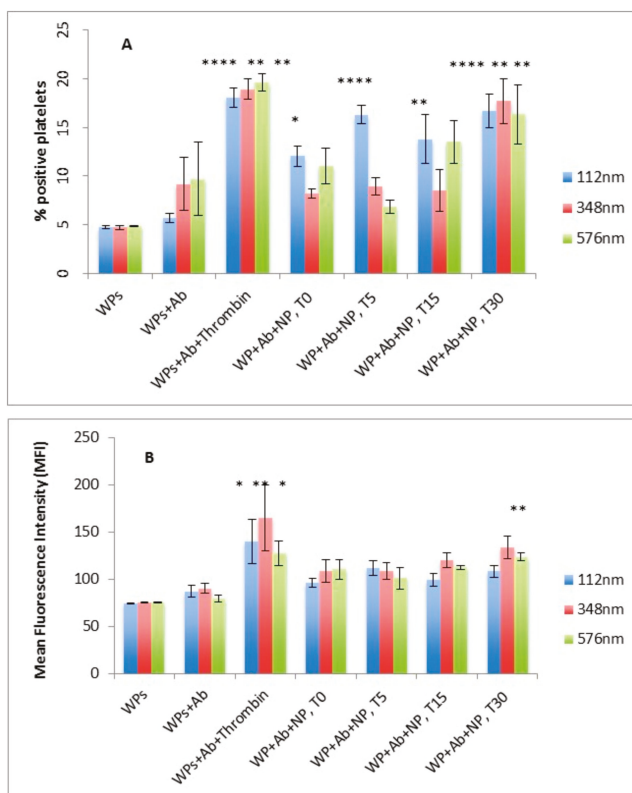 A
25
20
15
10
5
0
% positive platelets
**** ** **
*
****
**
**** ** **
WPs
WPs+Ab
WPs+Ab+Thrombin
WP+Ab+NP, T0
WP+Ab+NP, T5
WP+Ab+NP, T15
WP+Ab+NP, T30
112nm
348nm
576nm
B
250
200
150
100
50
0
Mean Fluorescence Intensity (MFI)
* ** *
**
WPs
WPs+Ab
WPs+Ab+Thrombin
WP+Ab+NP, T0
WP+Ab+NP, T5
WP+Ab+NP, T15
WP+Ab+NP, T30
112nm
348nm
576nm